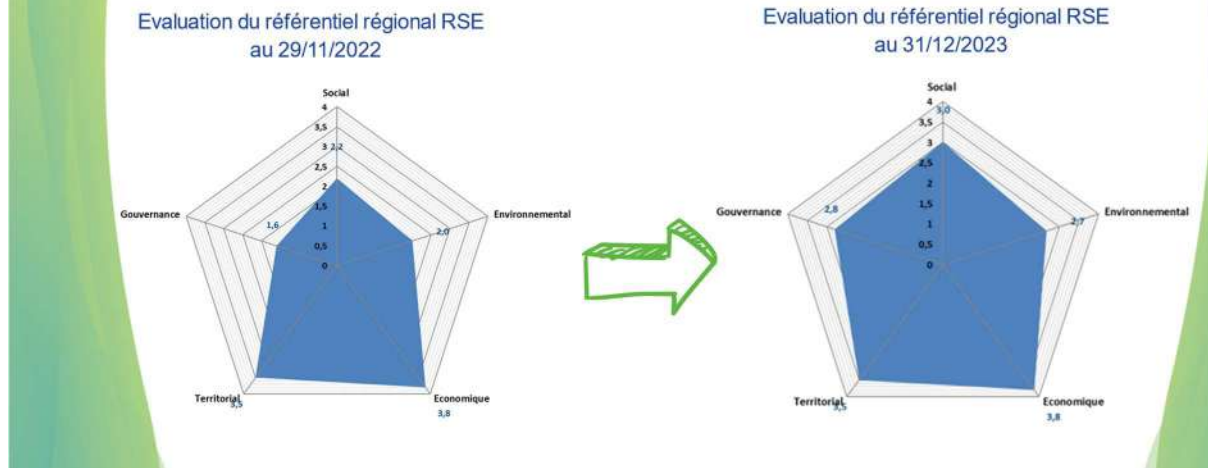 Evaluation du référentiel régional RSE
au 29/11/2022
Social
4
3,5
3 2,2
2,5
2
1,5
1
0,5
0
Gouvernance
1,6
Environnemental
2,0
Territorial
3,5
Economique
3,8
Evaluation du référentiel régional RSE
au 31/12/2023
Social
4
3,0
3,5
3
2,5
2
1,5
1
0,5
0
Gouvernance
2,8
Environnemental
2,7
Territorial
3,5
Economique
3,8